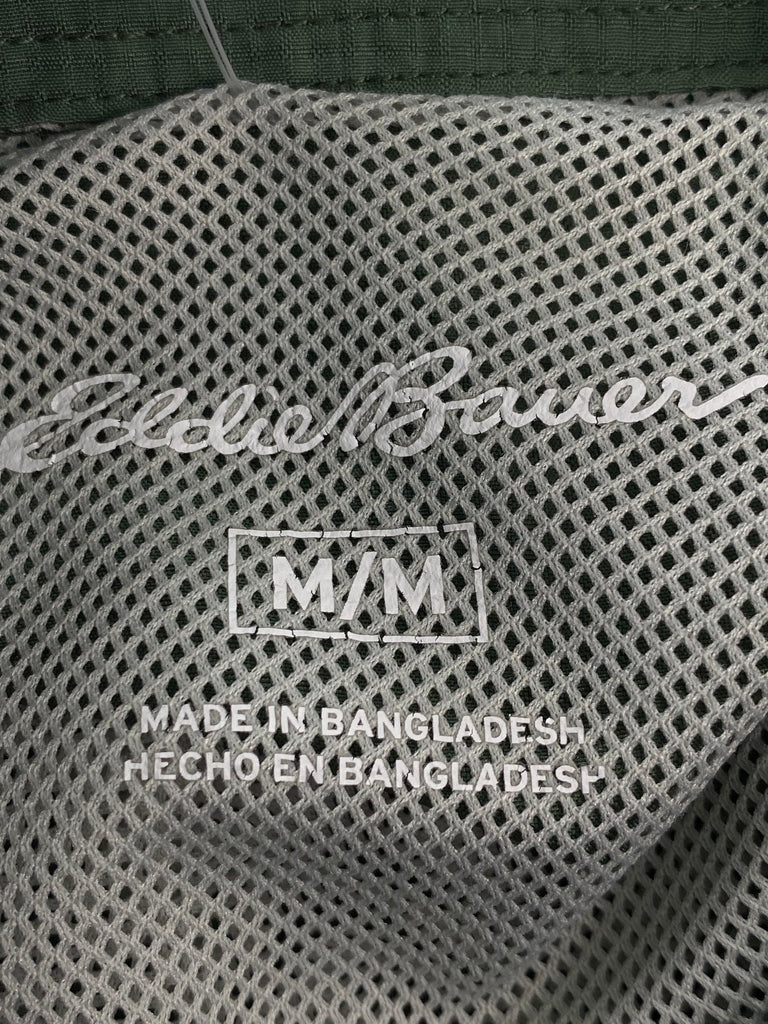 Eddie Bauer
M/M
MADE IN BANGLADESH
HECHO EN BANGLADESH